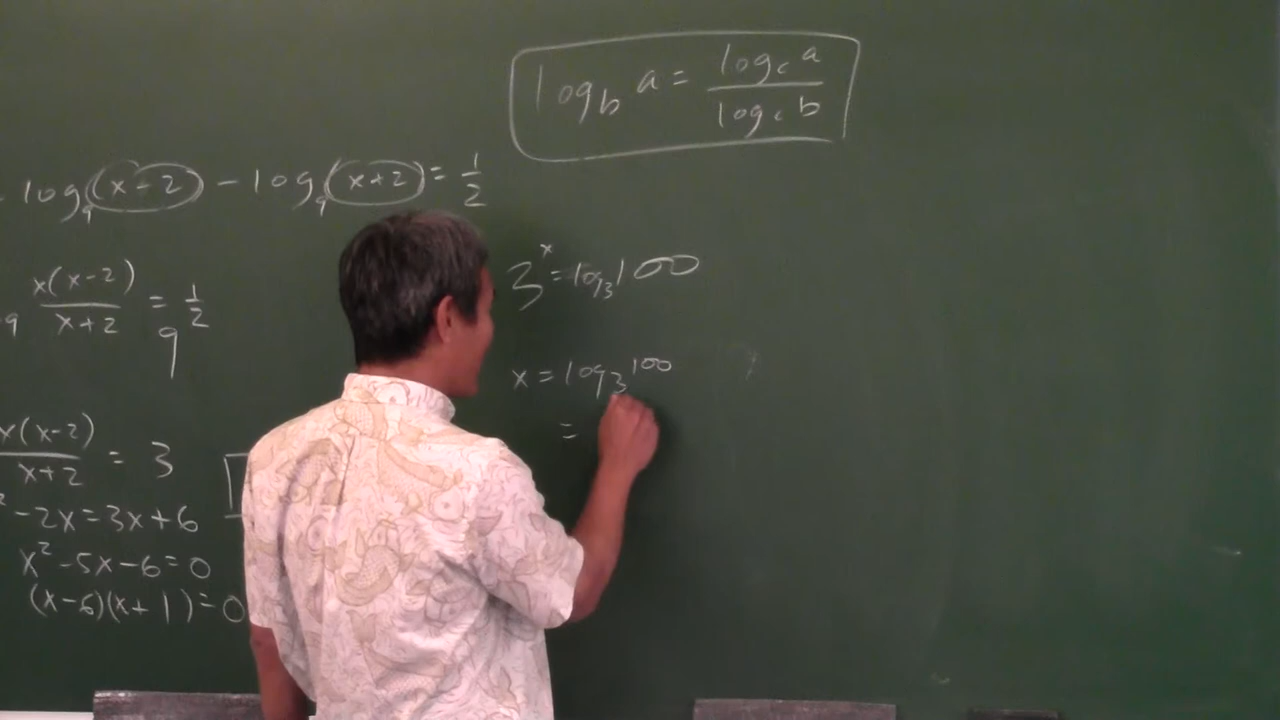 log_b a = log_c a / log_c b
- log_9 (x-2) - log_9 (x+2) = 1/2
x(x-2) / x+2 = 9^(1/2)
x(x-2) / x+2 = 3
-2x=3x+6
x^2-5x-6=0
(x-6)(x+1)=0
3^x = log_3 100
x = log_3 100
=